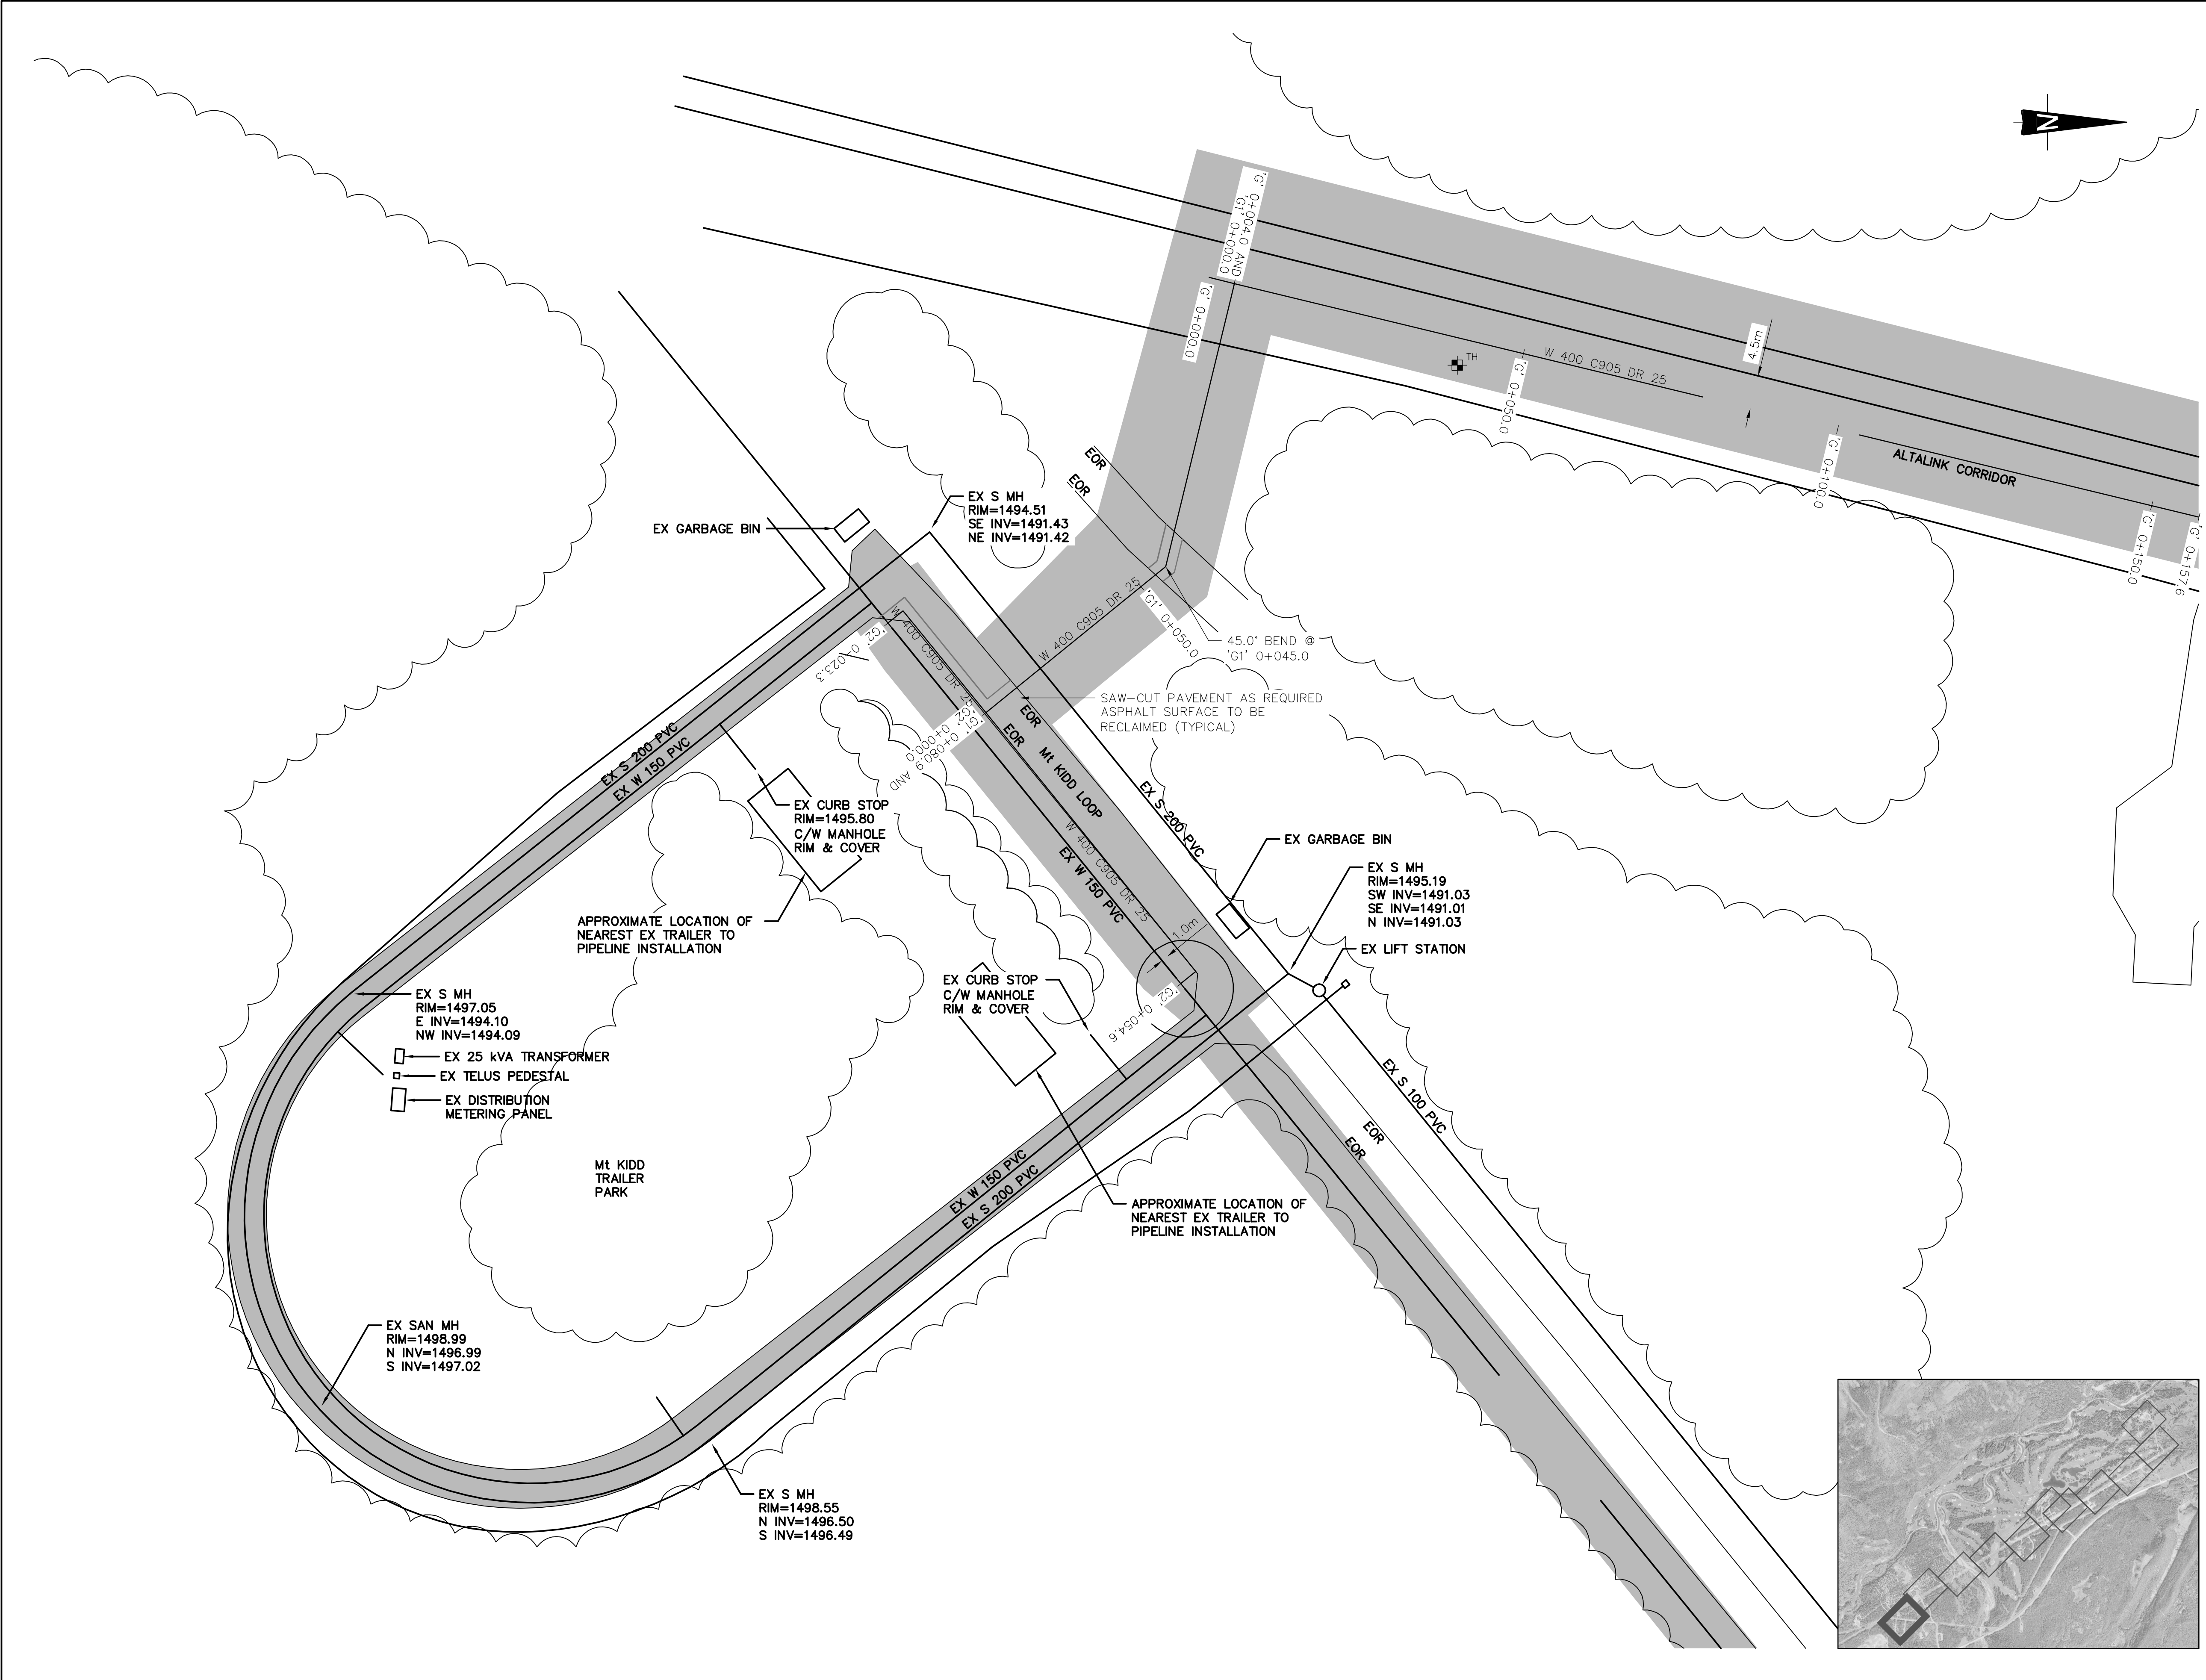 N
'G' 0+004.0 AND
'G1' 0+000.0
'G' 0+000.0
4.5m
TH
W 400 C905 DR 25
'G' 0+050.0
'G' 0+100.0
ALTALINK CORRIDOR
'G' 0+150.0
'G' 0+157.6
EOR
EOR
EX S MH
RIM=1494.51
SE INV=1491.43
NE INV=1491.42
EX GARBAGE BIN
W 400 C905 DR 25
'G1' 0+050.0
45.0° BEND @
'G1' 0+045.0
W 400 C905 DR 25
'G2' 0-023.3
SAW-CUT PAVEMENT AS REQUIRED
ASPHALT SURFACE TO BE
RECLAIMED (TYPICAL)
'G1' 0+080.9 AND
'G2' 0+000.0
EOR
EOR
Mt KIDD LOOP
EX S 200 PVC
EX W 150 PVC
EX S 200 PVC
EX CURB STOP
RIM=1495.80
C/W MANHOLE
RIM & COVER
W 400 C905 DR 25
EX W 150 PVC
EX GARBAGE BIN
EX S MH
RIM=1495.19
SW INV=1491.03
SE INV=1491.01
N INV=1491.03
APPROXIMATE LOCATION OF
NEAREST EX TRAILER TO
PIPELINE INSTALLATION
1.0m
EX LIFT STATION
EX CURB STOP
C/W MANHOLE
RIM & COVER
'G2' 0+054.6
EX S MH
RIM=1497.05
E INV=1494.10
NW INV=1494.09
EX 25 kVA TRANSFORMER
EX TELUS PEDESTAL
EX DISTRIBUTION
METERING PANEL
EX S 100 PVC
EOR
EOR
Mt KIDD
TRAILER
PARK
EX W 150 PVC
EX S 200 PVC
APPROXIMATE LOCATION OF
NEAREST EX TRAILER TO
PIPELINE INSTALLATION
EX SAN MH
RIM=1498.99
N INV=1496.99
S INV=1497.02
EX S MH
RIM=1498.55
N INV=1496.50
S INV=1496.49